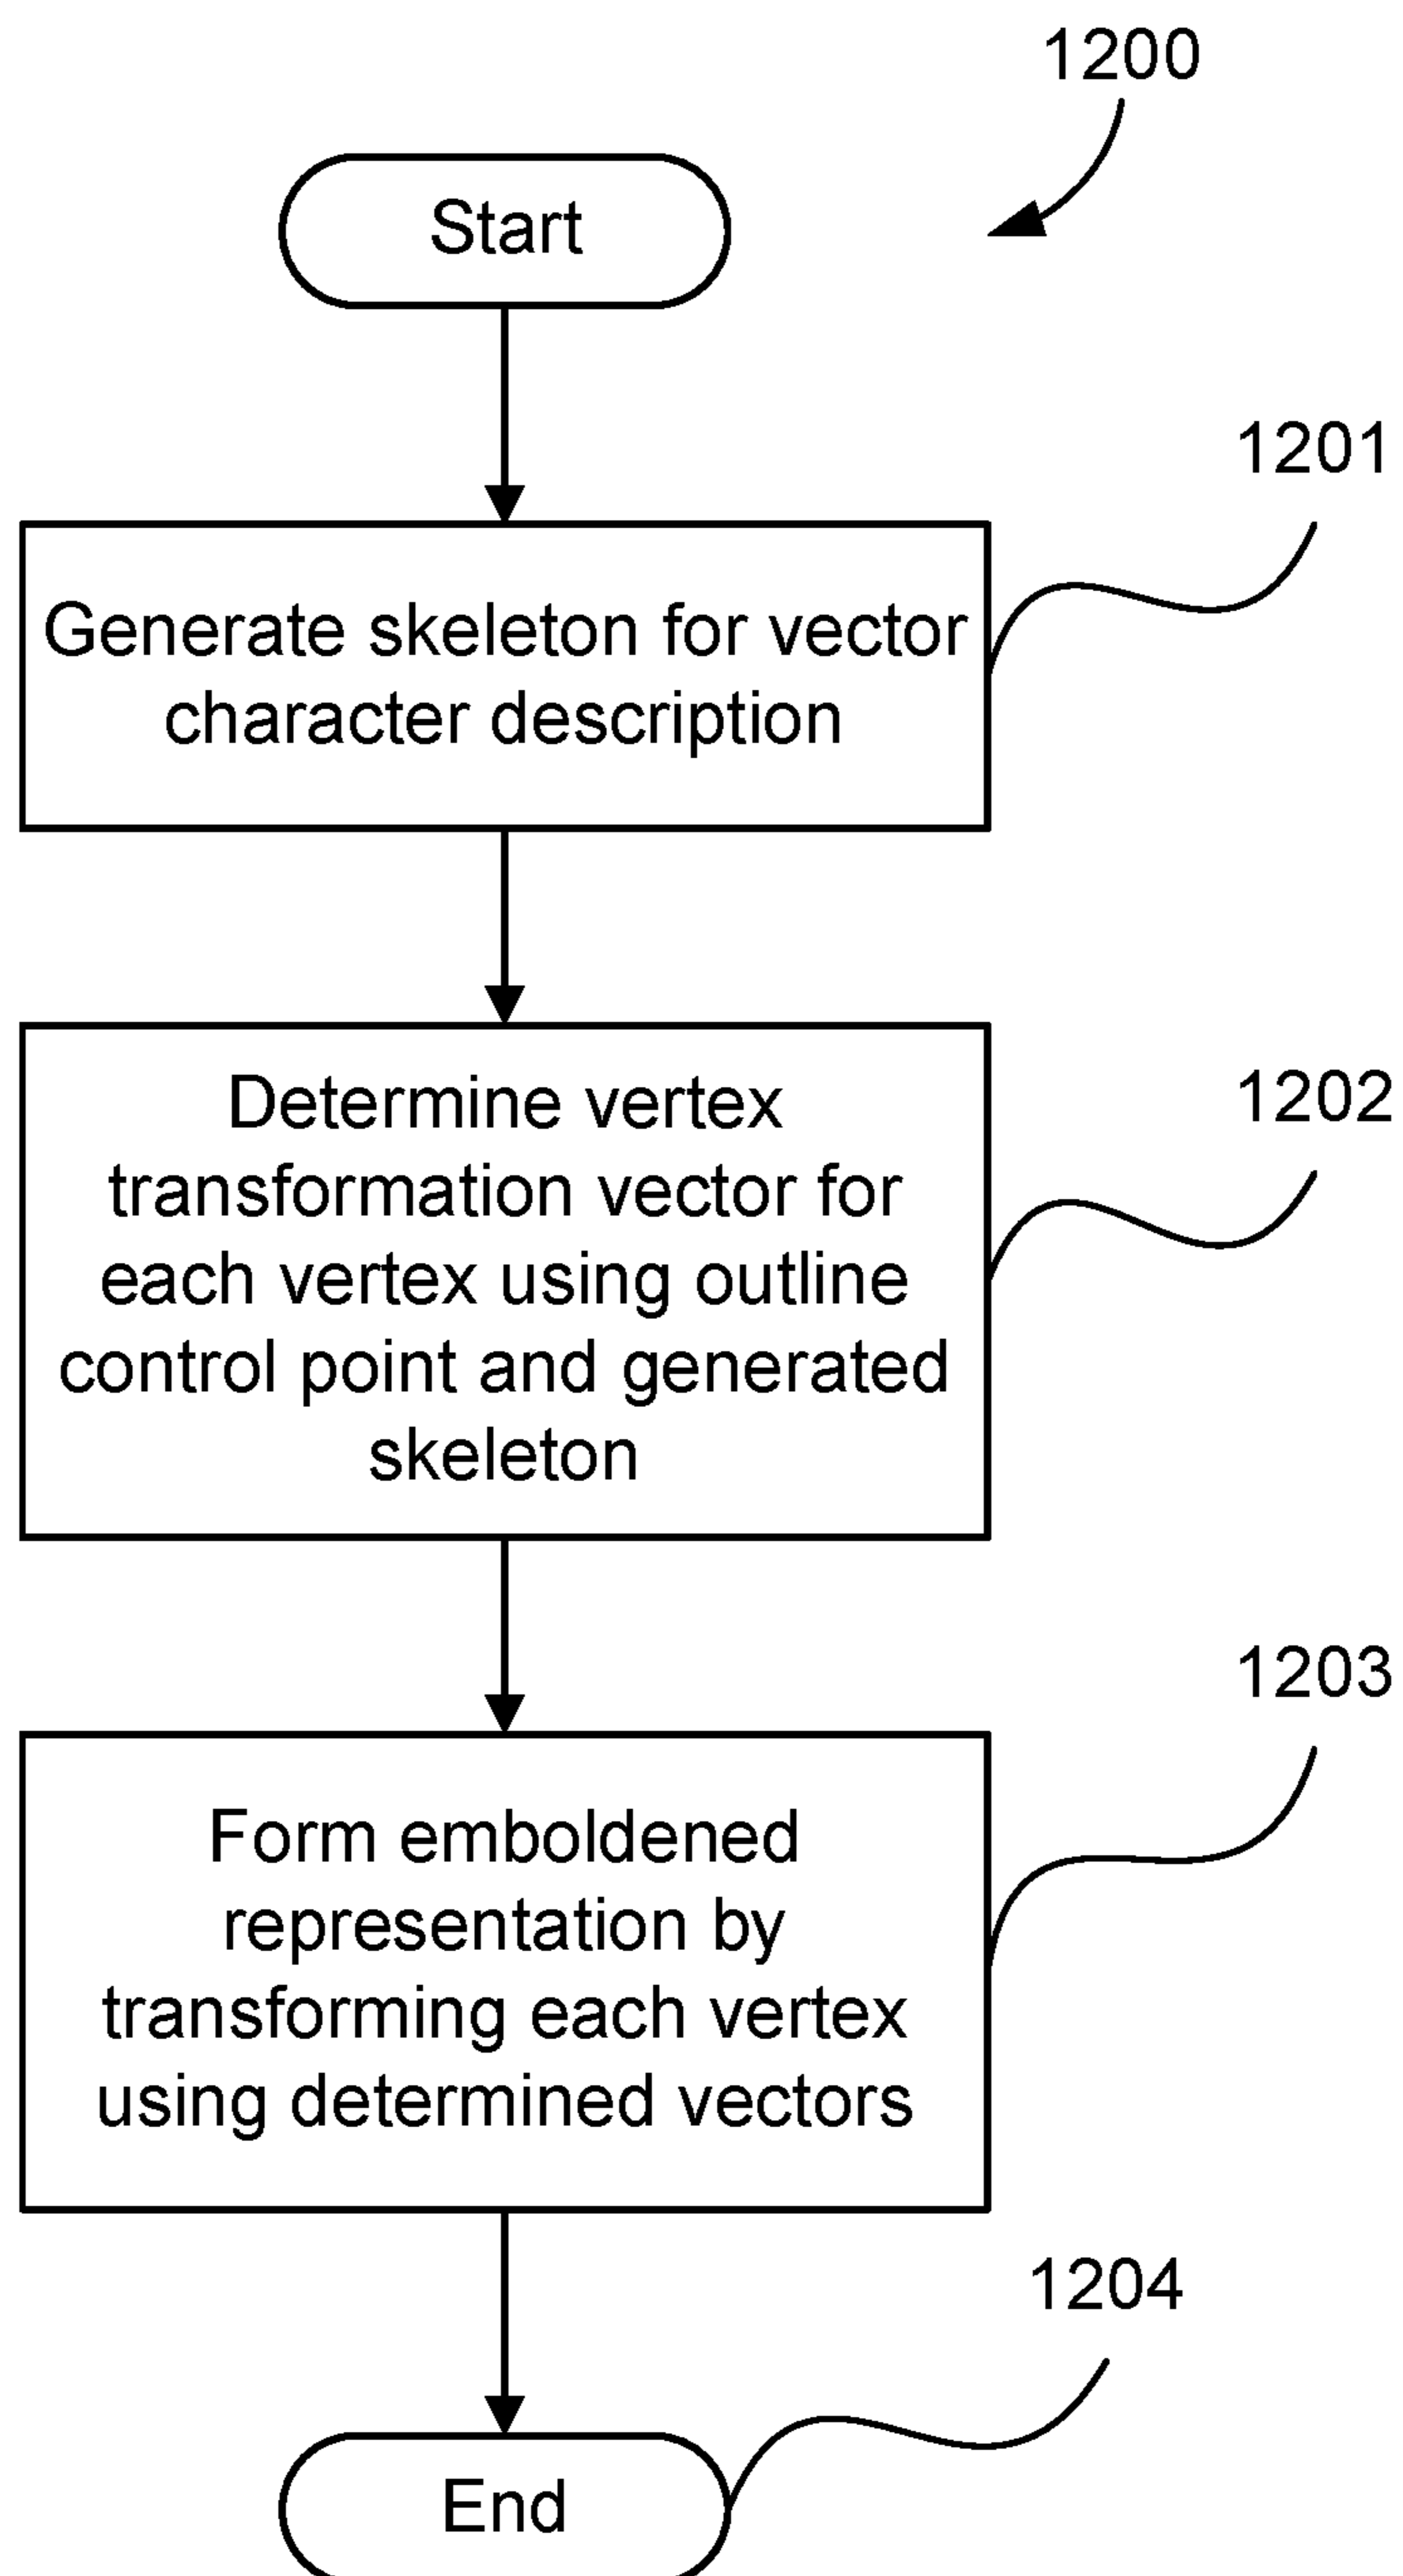 1200
Start
1201
Generate skeleton for vector
character description
1202
Determine vertex
transformation vector for
each vertex using outline
control point and generated
skeleton
1203
Form emboldened
representation by
transforming each vertex
using determined vectors
1204
End